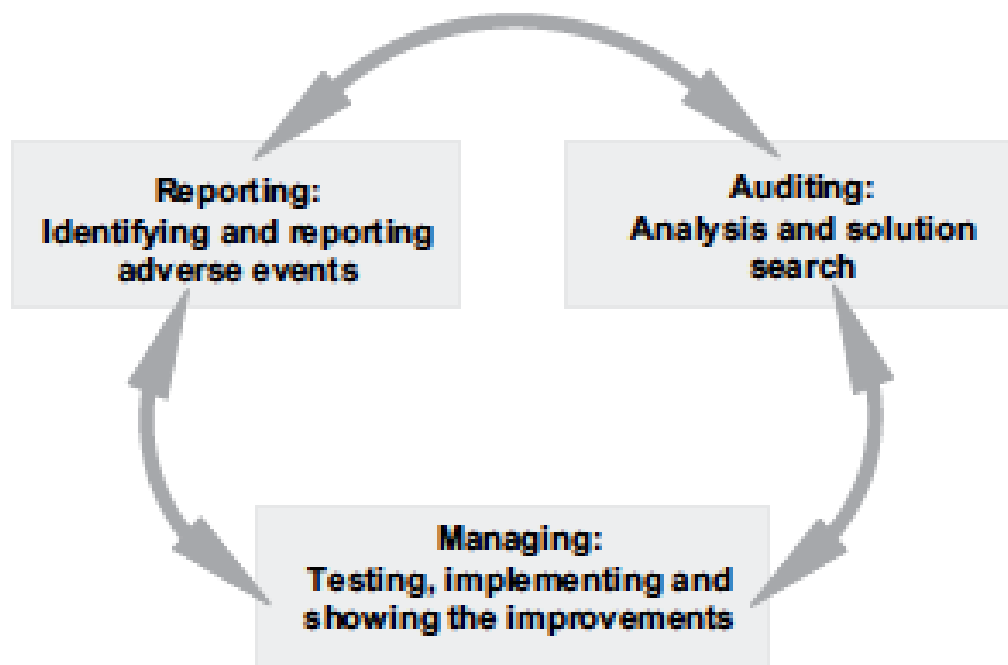 Reporting:
Identifying and reporting
adverse events
Auditing:
Analysis and solution
search
Managing:
Testing, implementing and
showing the improvements